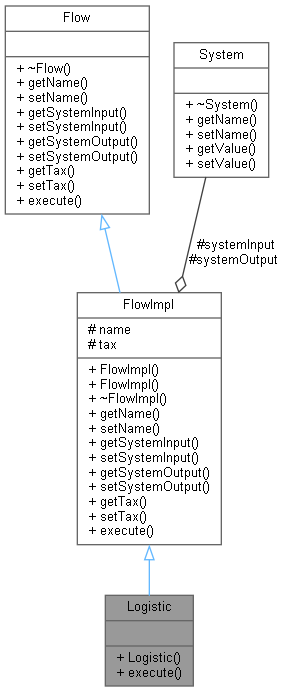 Flow
+ ~Flow()
+ getName()
+ setName()
+ getSystemInput()
+ setSystemInput()
+ getSystemOutput()
+ setSystemOutput()
+ getTax()
+ setTax()
+ execute()
System
+ ~System()
+ getName()
+ setName()
+ getValue()
+ setValue()
#systemInput
#systemOutput
FlowImpl
# name
# tax
+ FlowImpl()
+ FlowImpl()
+ ~FlowImpl()
+ getName()
+ setName()
+ getSystemInput()
+ setSystemInput()
+ getSystemOutput()
+ setSystemOutput()
+ getTax()
+ setTax()
+ execute()
Logistic
+ Logistic()
+ execute()